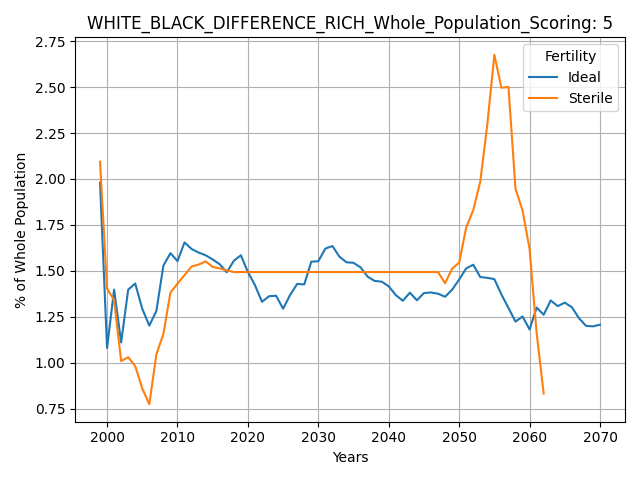 WHITE_BLACK_DIFFERENCE_RICH_Whole_Population_Scoring: 5
% of Whole Population
2.75
2.50
2.25
2.00
1.75
1.50
1.25
1.00
0.75
Fertility
Ideal
Sterile
2000 2010 2020 2030 2040 2050 2060 2070
Years